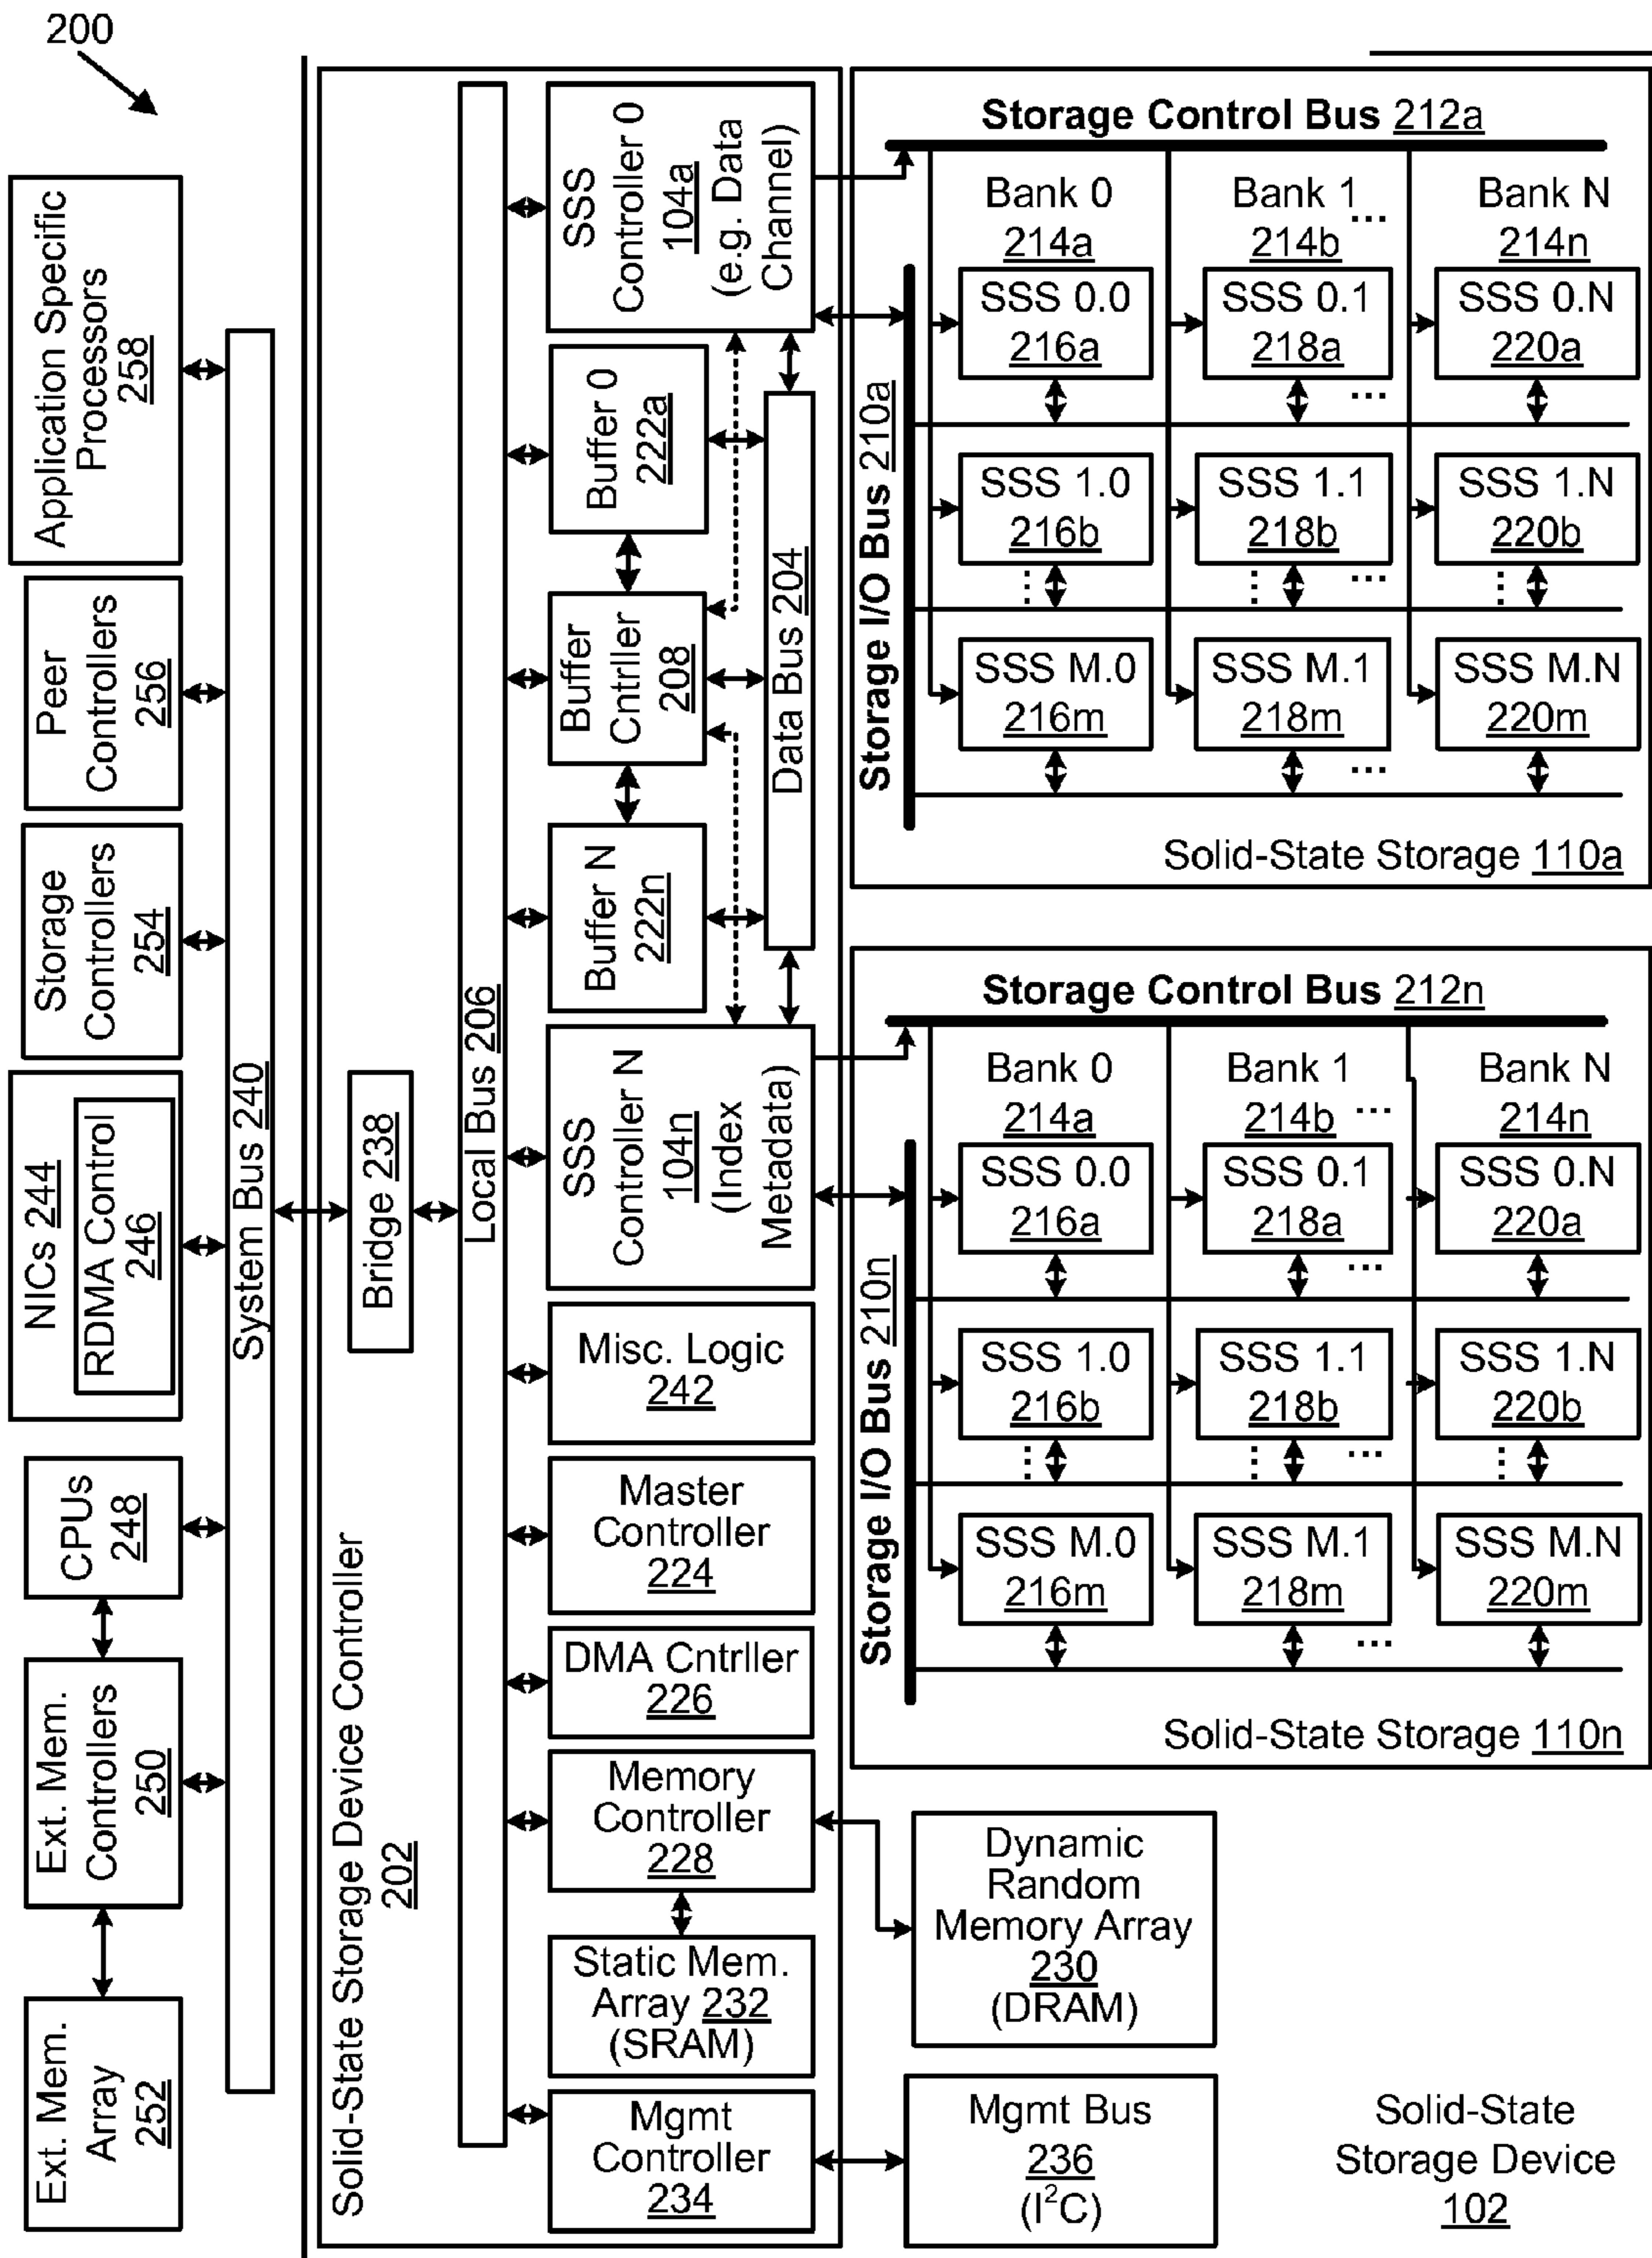 200
Application Specific
Processors
258
Peer
Controllers
256
Storage
Controllers
254
NICs 244
RDMA Control
246
CPUs
248
Ext. Mem.
Controllers
250
Ext. Mem.
Array
252
System Bus 240
Solid-State Storage Device Controller
202
Bridge 238
Local Bus 206
SSS
Controller 0
104a
(e.g. Data
Channel)
Buffer 0
222a
Buffer
Cntrller
208
Buffer N
222n
Data Bus 204
SSS
Controller N
104n
(Index
Metadata)
Misc. Logic
242
Master
Controller
224
DMA Cntrller
226
Memory
Controller
228
Static Mem.
Array 232
(SRAM)
Mgmt
Controller
234
Storage Control Bus 212a
Storage I/O Bus 210a
Bank 0
214a
Bank 1
214b
...
Bank N
214n
SSS 0.0
216a
SSS 0.1
218a
...
SSS 0.N
220a
SSS 1.0
216b
...
SSS 1.1
218b
...
...
SSS 1.N
220b
...
SSS M.0
216m
SSS M.1
218m
...
SSS M.N
220m
Solid-State Storage 110a
Storage Control Bus 212n
Storage I/O Bus 210n
Bank 0
214a
Bank 1
214b
...
Bank N
214n
SSS 0.0
216a
SSS 0.1
218a
...
SSS 0.N
220a
SSS 1.0
216b
...
SSS 1.1
218b
...
...
SSS 1.N
220b
...
SSS M.0
216m
SSS M.1
218m
...
SSS M.N
220m
Solid-State Storage 110n
Dynamic
Random
Memory Array
230
(DRAM)
Mgmt Bus
236
(I²C)
Solid-State
Storage Device
102